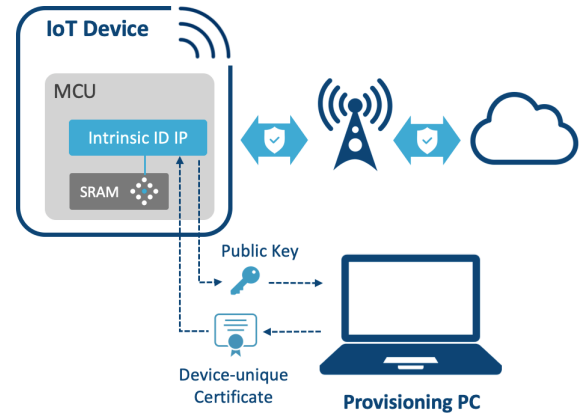 IoT Device
MCU
Intrinsic ID IP
SRAM
Public Key
Device-unique
Certificate
Provisioning PC